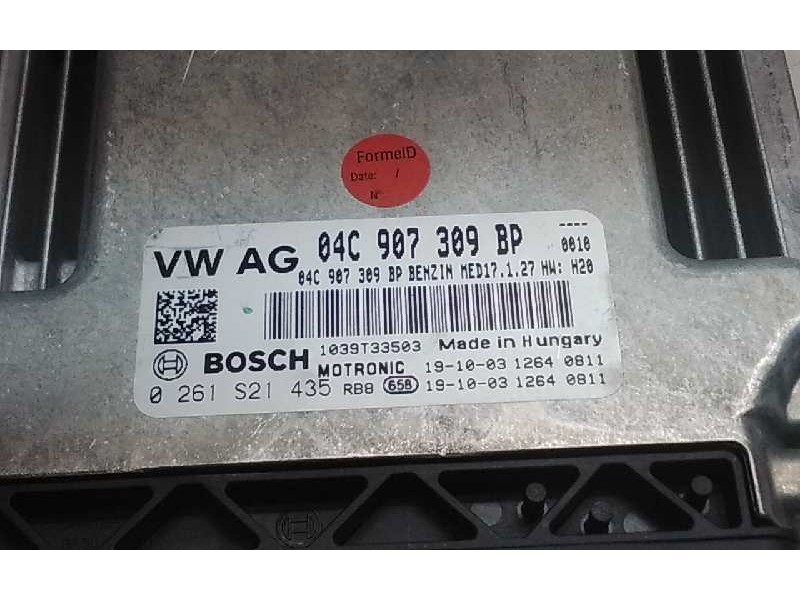 FormelD
Date: /
N°
VW AG 04C 907 309 BP
----
0010
04C 907 309 BP BENZIN MED17.1.27 HW: H20
1039T33503 Made in Hungary
BOSCH MOTRONIC 19-10-03 1264 0811
0 261 S21 435 RB8 658 19-10-03 1264 0811